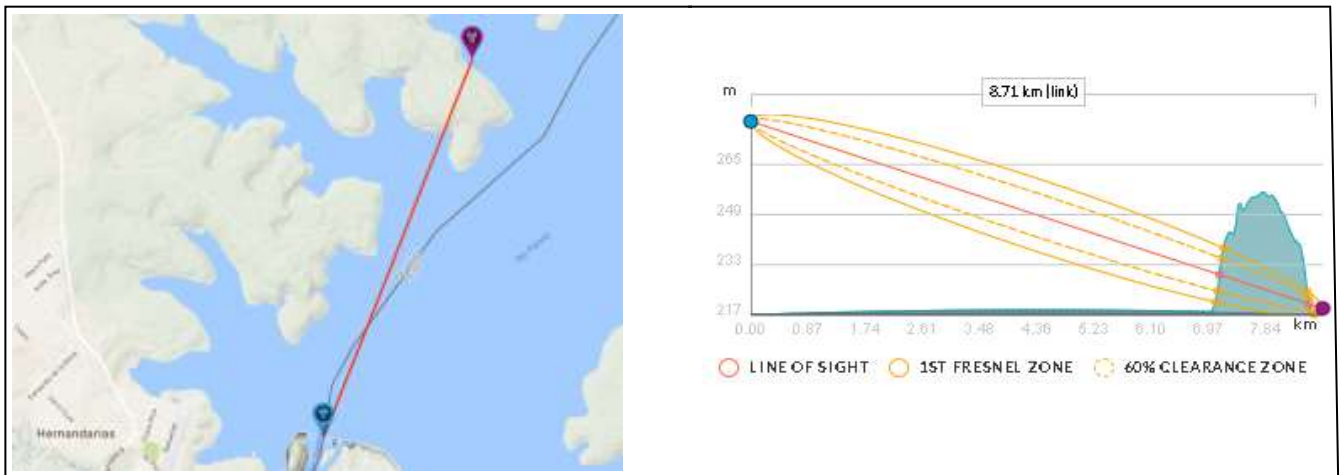 Hernandarias
8.71 km (link)
m
265
249
233
217
0.00 0.87 1.74 2.61 3.48 4.36 5.23 6.10 6.97 7.84 km
LINE OF SIGHT 1ST FRESNEL ZONE 60% CLEARANCE ZONE